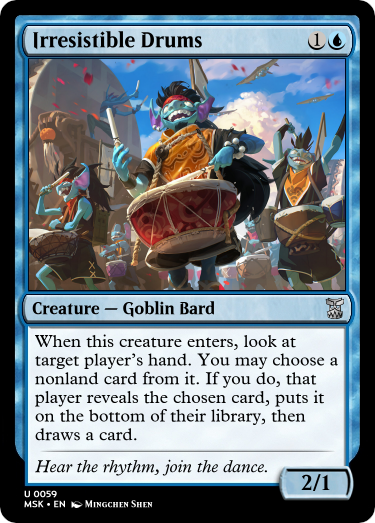 Irresistible Drums 1
Creature — Goblin Bard
When this creature enters, look at
target player's hand. You may choose a
nonland card from it. If you do, that
player reveals the chosen card, puts it
on the bottom of their library, then
draws a card.
Hear the rhythm, join the dance.
2/1
U 0059
MSK • EN Mingchen Shen